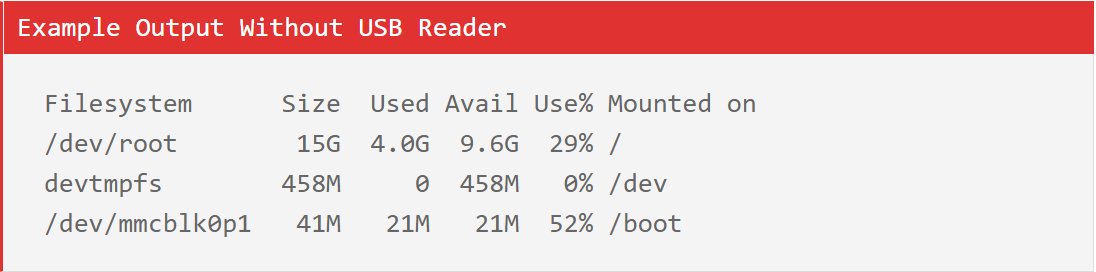 Example Output Without USB Reader
Filesystem      Size  Used Avail Use% Mounted on
/dev/root        15G  4.0G  9.6G  29% /
devtmpfs        458M     0  458M   0% /dev
/dev/mmcblk0p1   41M   21M   21M  52% /boot